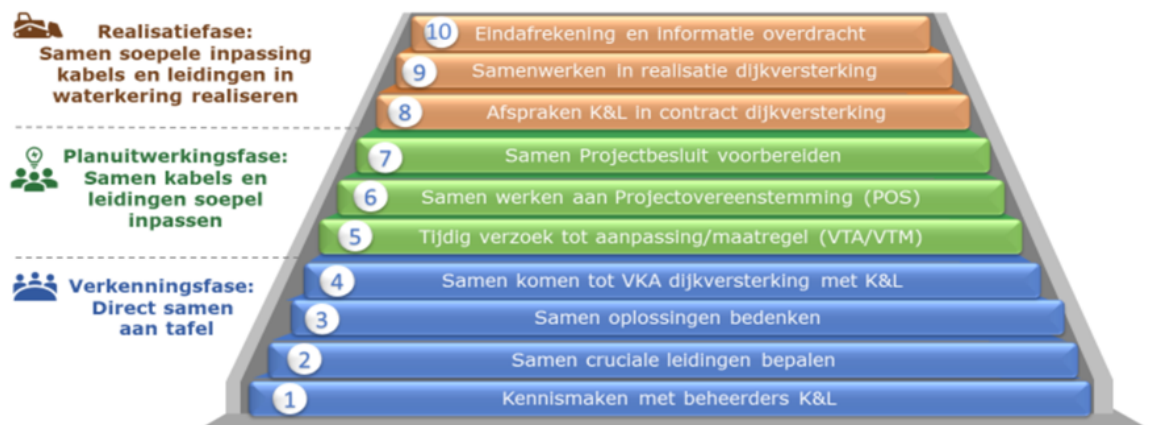 Realisatiefase:
Samen soepele inpassing
kabels en leidingen in
waterkering realiseren
Planuitwerkingsfase:
Samen kabels en
leidingen soepel
inpassen
Verkenningsfase:
Direct samen
aan tafel
10 Eindafrekening en informatie overdracht
9 Samenwerken in realisatie dijkversterking
8 Afspraken K&L in contract dijkversterking
7 Samen Projectbesluit voorbereiden
6 Samen werken aan Projectovereenstemming (POS)
5 Tijdig verzoek tot aanpassing/maatregel (VTA/VTM)
4 Samen komen tot VKA dijkversterking met K&L
3 Samen oplossingen bedenken
2 Samen cruciale leidingen bepalen
1 Kennismaken met beheerders K&L